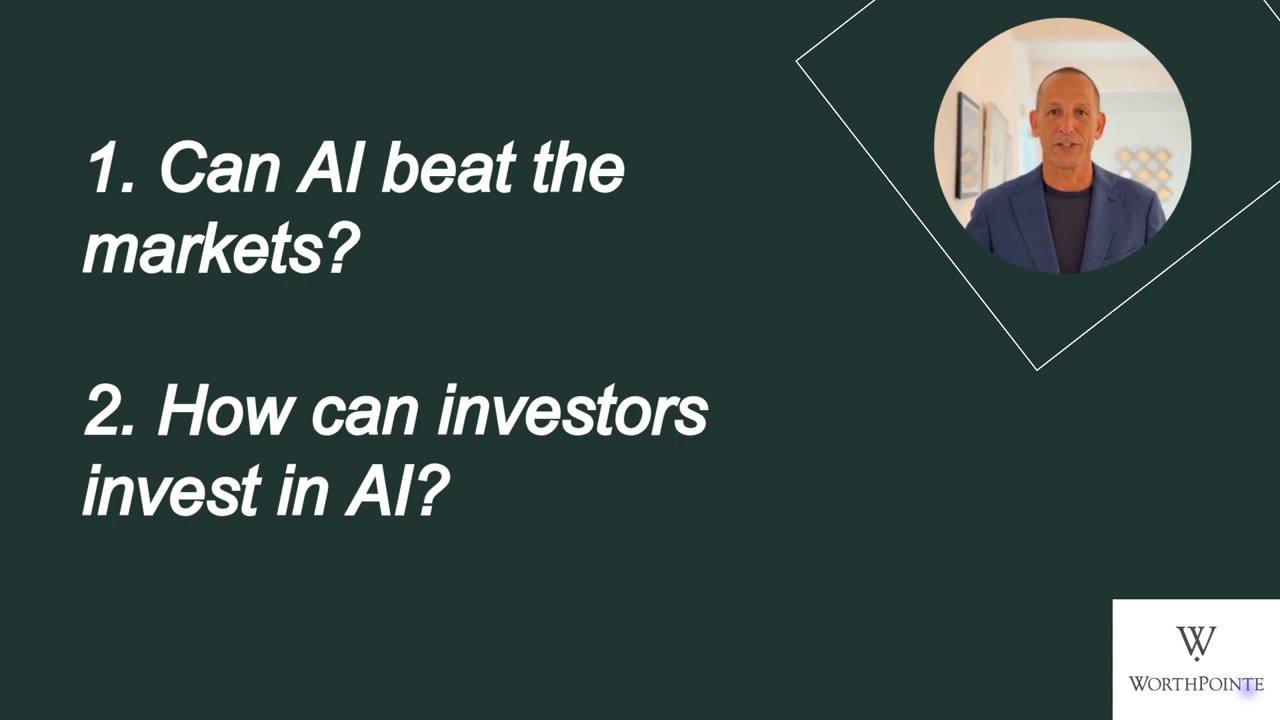 1. Can AI beat the
markets?
2. How can investors
invest in AI?
W
WORTHPOINTE